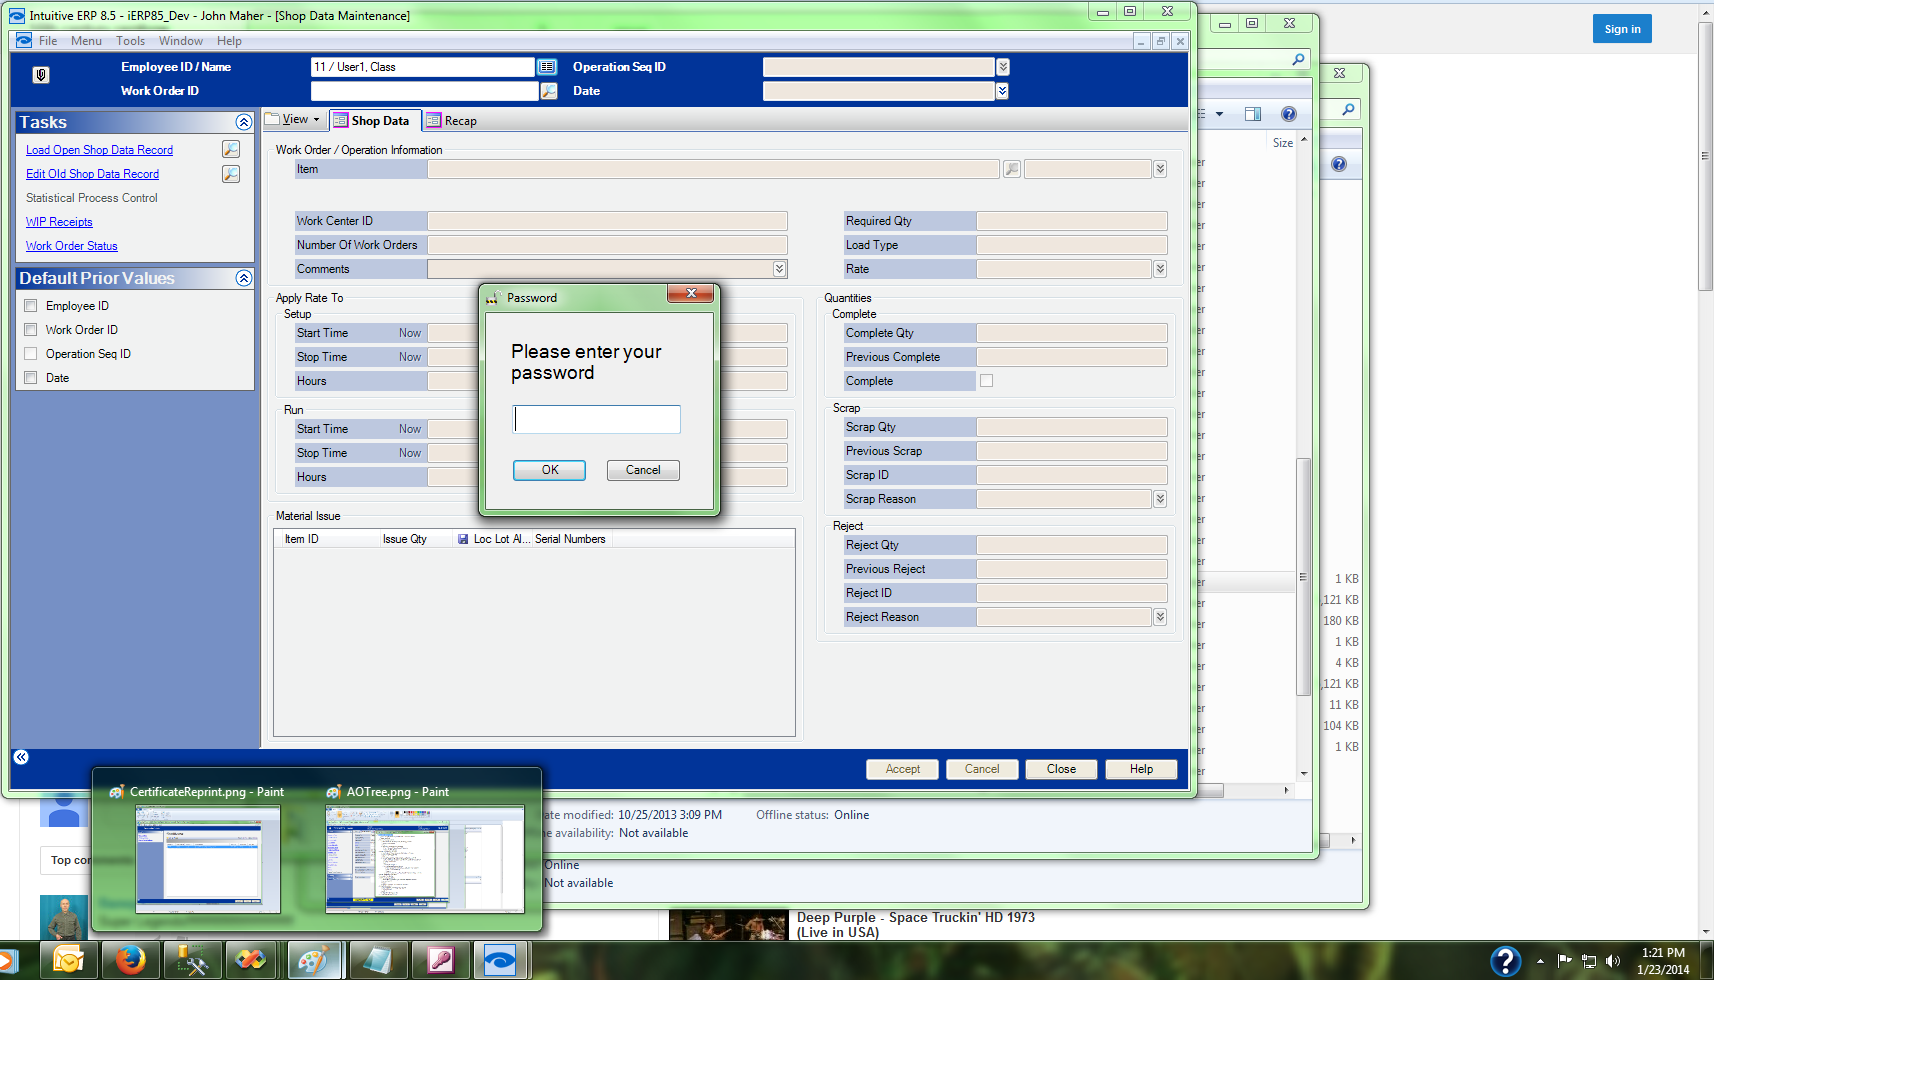 Intuitive ERP 8.5 - iERP85_Dev - John Maher - [Shop Data Maintenance]
File Menu Tools Window Help
Sign in
Employee ID / Name 11 / User1, Class Operation Seq ID
Work Order ID Date
Tasks
Load Open Shop Data Record
Edit Old Shop Data Record
Statistical Process Control
WIP Receipts
Work Order Status
Default Prior Values
Employee ID
Work Order ID
Operation Seq ID
Date
View Shop Data Recap
Work Order / Operation Information
Item
Work Center ID
Number Of Work Orders
Comments
Required Qty
Load Type
Rate
Apply Rate To
Setup
Start Time Now
Stop Time Now
Hours
Run
Start Time Now
Stop Time Now
Hours
Password
Please enter your
password
OK Cancel
Quantities
Complete
Complete Qty
Previous Complete
Complete
Scrap
Scrap Qty
Previous Scrap
Scrap ID
Scrap Reason
Reject
Reject Qty
Previous Reject
Reject ID
Reject Reason
Material Issue
Item ID Issue Qty Loc Lot Al... Serial Numbers
Accept Cancel Close Help
Size
1 KB
,121 KB
180 KB
1 KB
4 KB
,121 KB
11 KB
104 KB
1 KB
CertificateReprint.png - Paint AOTree.png - Paint
ate modified: 10/25/2013 3:09 PM Offline status: Online
ne availability: Not available
Online
Not available
Top com
Deep Purple - Space Truckin' HD 1973
(Live in USA)
1:21 PM
1/23/2014